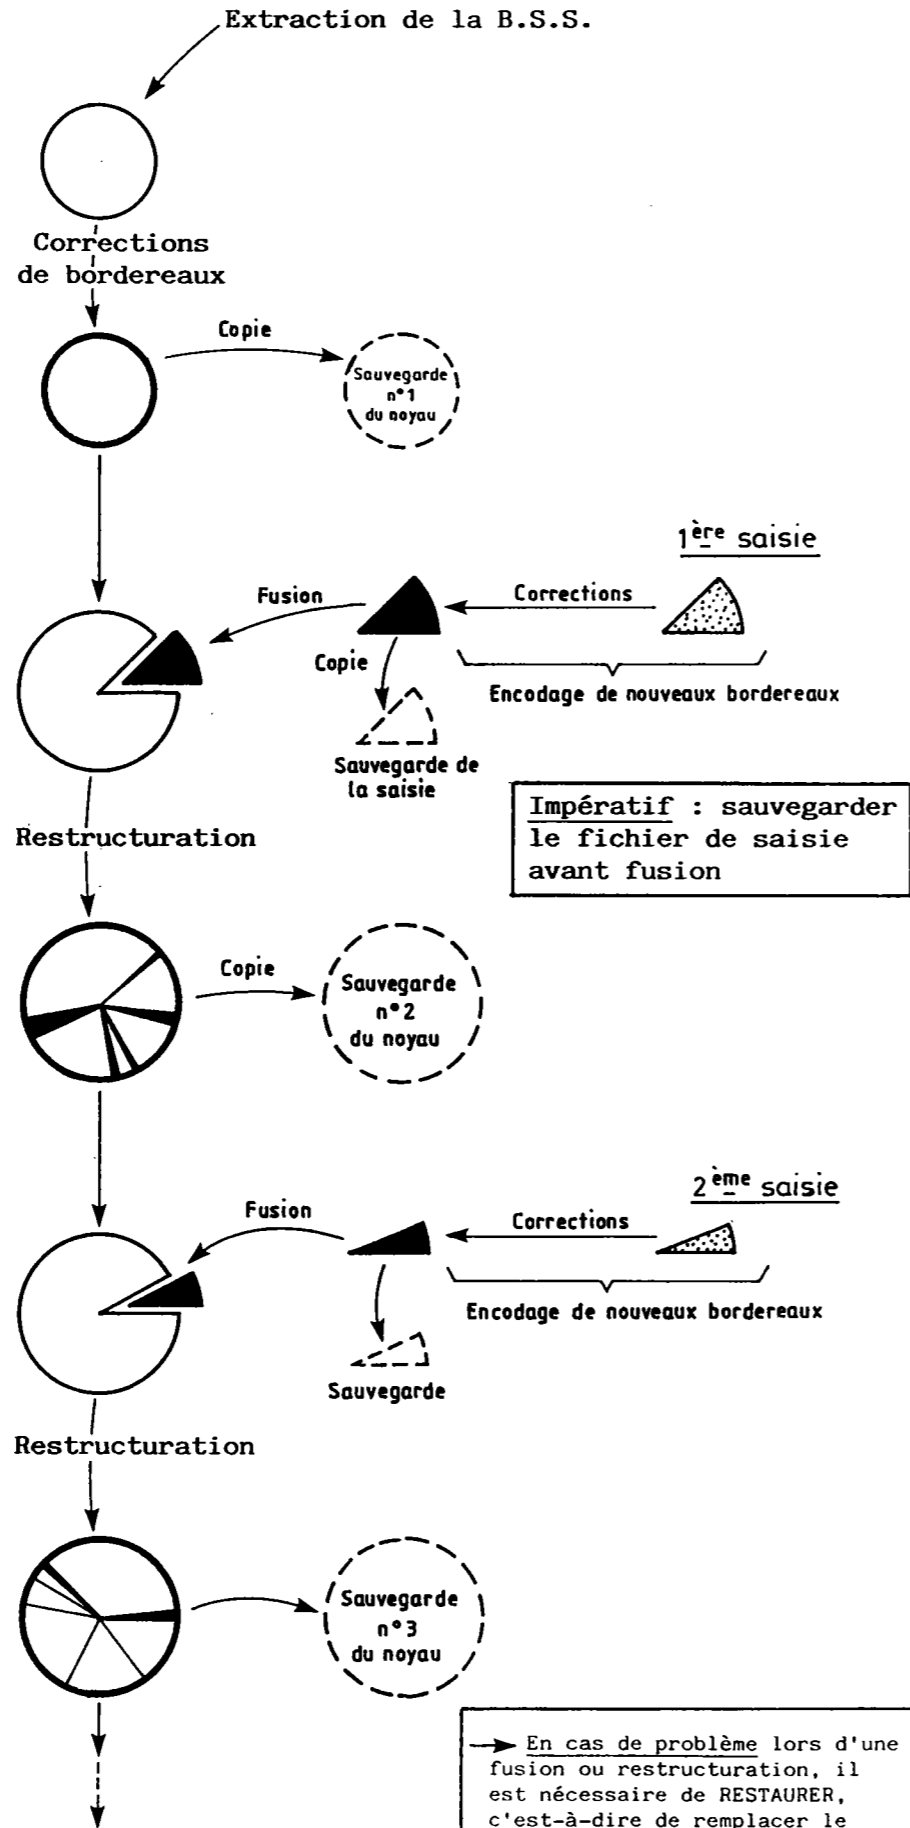 Extraction de la B.S.S.
Corrections
de bordereaux
Copie
Sauvegarde
n°1
du noyau
1ère saisie
Fusion
Corrections
Copie
Encodage de nouveaux bordereaux
Sauvegarde de
la saisie
Impératif : sauvegarder
le fichier de saisie
avant fusion
Restructuration
Copie
Sauvegarde
n°2
du noyau
2ème saisie
Fusion
Corrections
Encodage de nouveaux bordereaux
Sauvegarde
Restructuration
Sauvegarde
n°3
du noyau
En cas de problème lors d'une
fusion ou restructuration, il
est nécessaire de RESTAURER,
c'est-à-dire de remplacer le